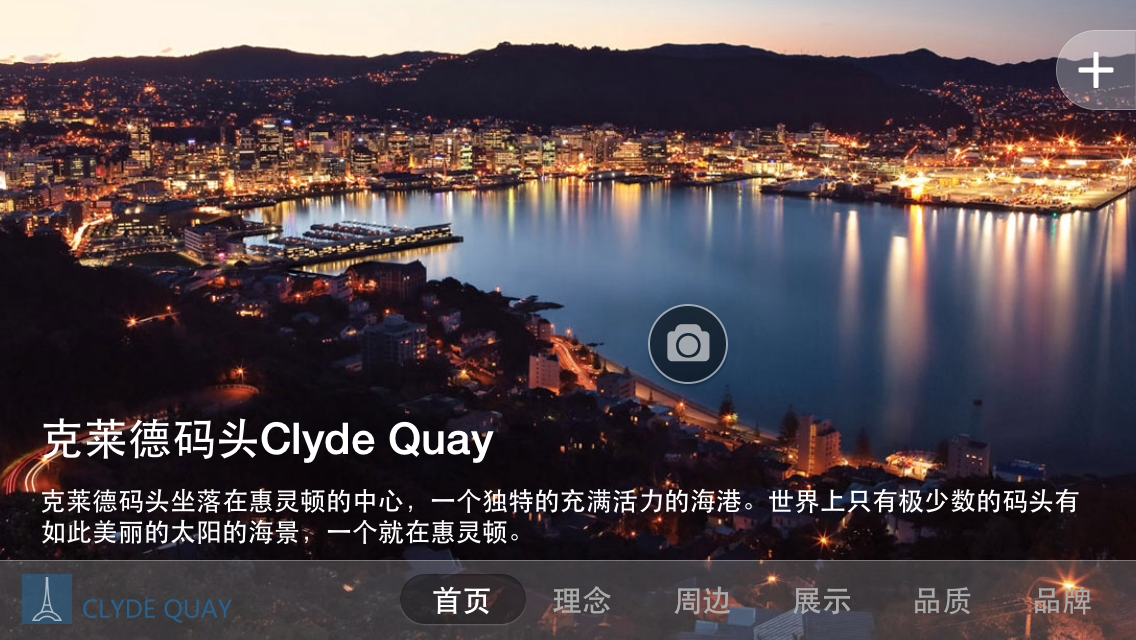 克莱德码头Clyde Quay
克莱德码头坐落在惠灵顿的中心，一个独特的充满活力的海港。世界上只有极少数的码头有
如此美丽的太阳的海景，一个就在惠灵顿。
CLYDE QUAY
首页
理念
周边
展示
品质
品牌